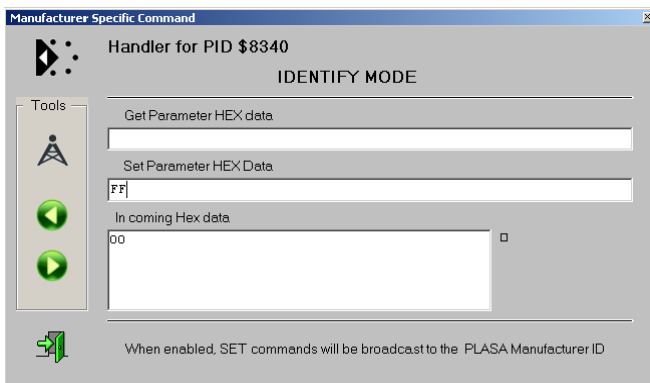 Manufacturer Specific Command
Handler for PID $8340
IDENTIFY MODE
Tools
Get Parameter HEX data
Set Parameter HEX Data
FF
In coming Hex data
00
When enabled, SET commands will be broadcast to the PLASA Manufacturer ID